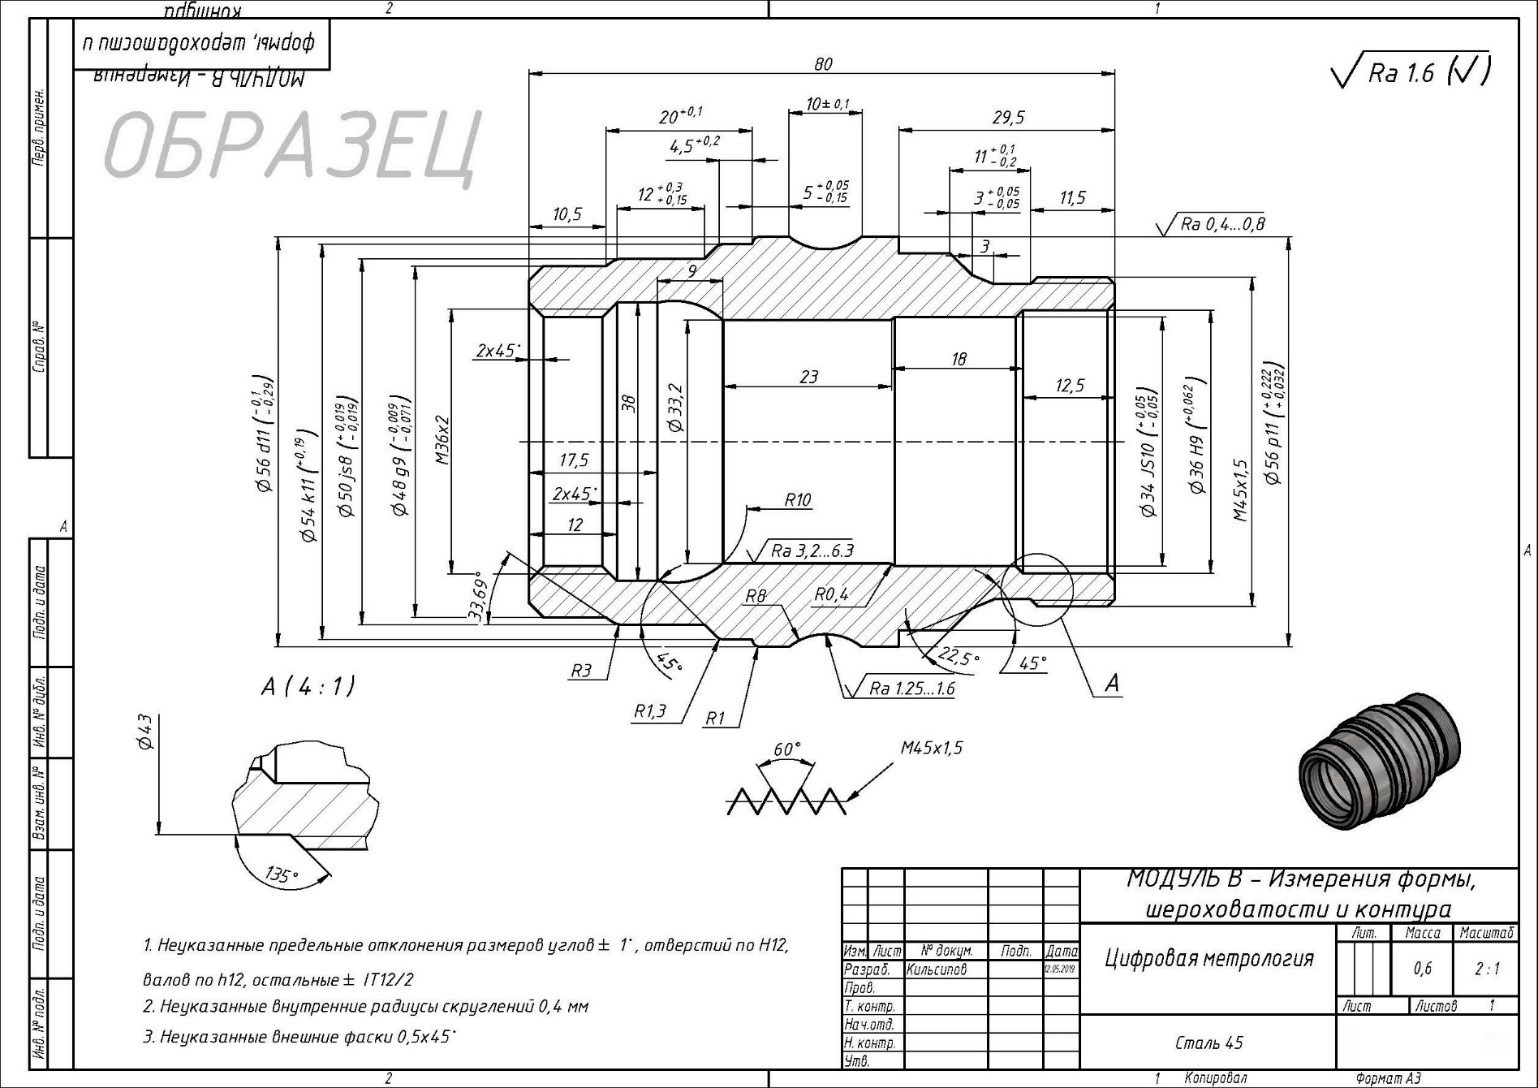 2
1
МОДУЛЬ В - Измерения
формы, шероховатости и
контури
ОБРАЗЕЦ
Ra 1.6 (√)
80
20+0,1
10±0,1
29,5
4,5+0,2
11 +0,1 -0,2
12 +0,3 +0,15
5 +0,05 -0,15
3 +0,05 -0,05
11,5
10,5
Ra 0,4...0,8
3
9
2x45°
18
23
12,5
Ø56 d11 (-0,1 -0,29)
Ø54 k11 (+0,19)
Ø50 js8 (+0,019 -0,019)
Ø48 g9 (-0,009 -0,071)
M36x2
38
Ø33,2
Ø34 JS10 (+0,05 -0,05)
Ø36 H9 (+0,062)
M45x1,5
Ø56 p11 (+0,222 +0,032)
17,5
2x45°
R10
12
Ra 3,2...6.3
33,69°
R8
R0,4
R3
45°
22,5°
45°
A
Ra 1.25...1.6
R1,3
R1
A ( 4 : 1 )
Ø43
135°
60°
M45x1,5
1. Неуказанные предельные отклонения размеров углов ± 1°, отверстий по Н12,
валов по h12, остальные ± IT12/2
2. Неуказанные внутренние радиусы скруглений 0,4 мм
3. Неуказанные внешние фаски 0,5x45°
Перв. примен.
Справ. №
А
Подп. и дата
Инв. № дубл.
Взам. инв. №
Подп. и дата
Инв. № подл.
А
МОДУЛЬ В - Измерения формы,
шероховатости и контура
Изм. Лист № докум. Подп. Дата
Разраб. Кильсипов 12.05.2019
Пров.
Т. контр.
Нач.отд.
Н. контр.
Утв.
Цифровая метрология
Лит. Масса Масштаб
0,6 2 : 1
Лист Листов 1
Сталь 45
2
1
Копировал Формат А3